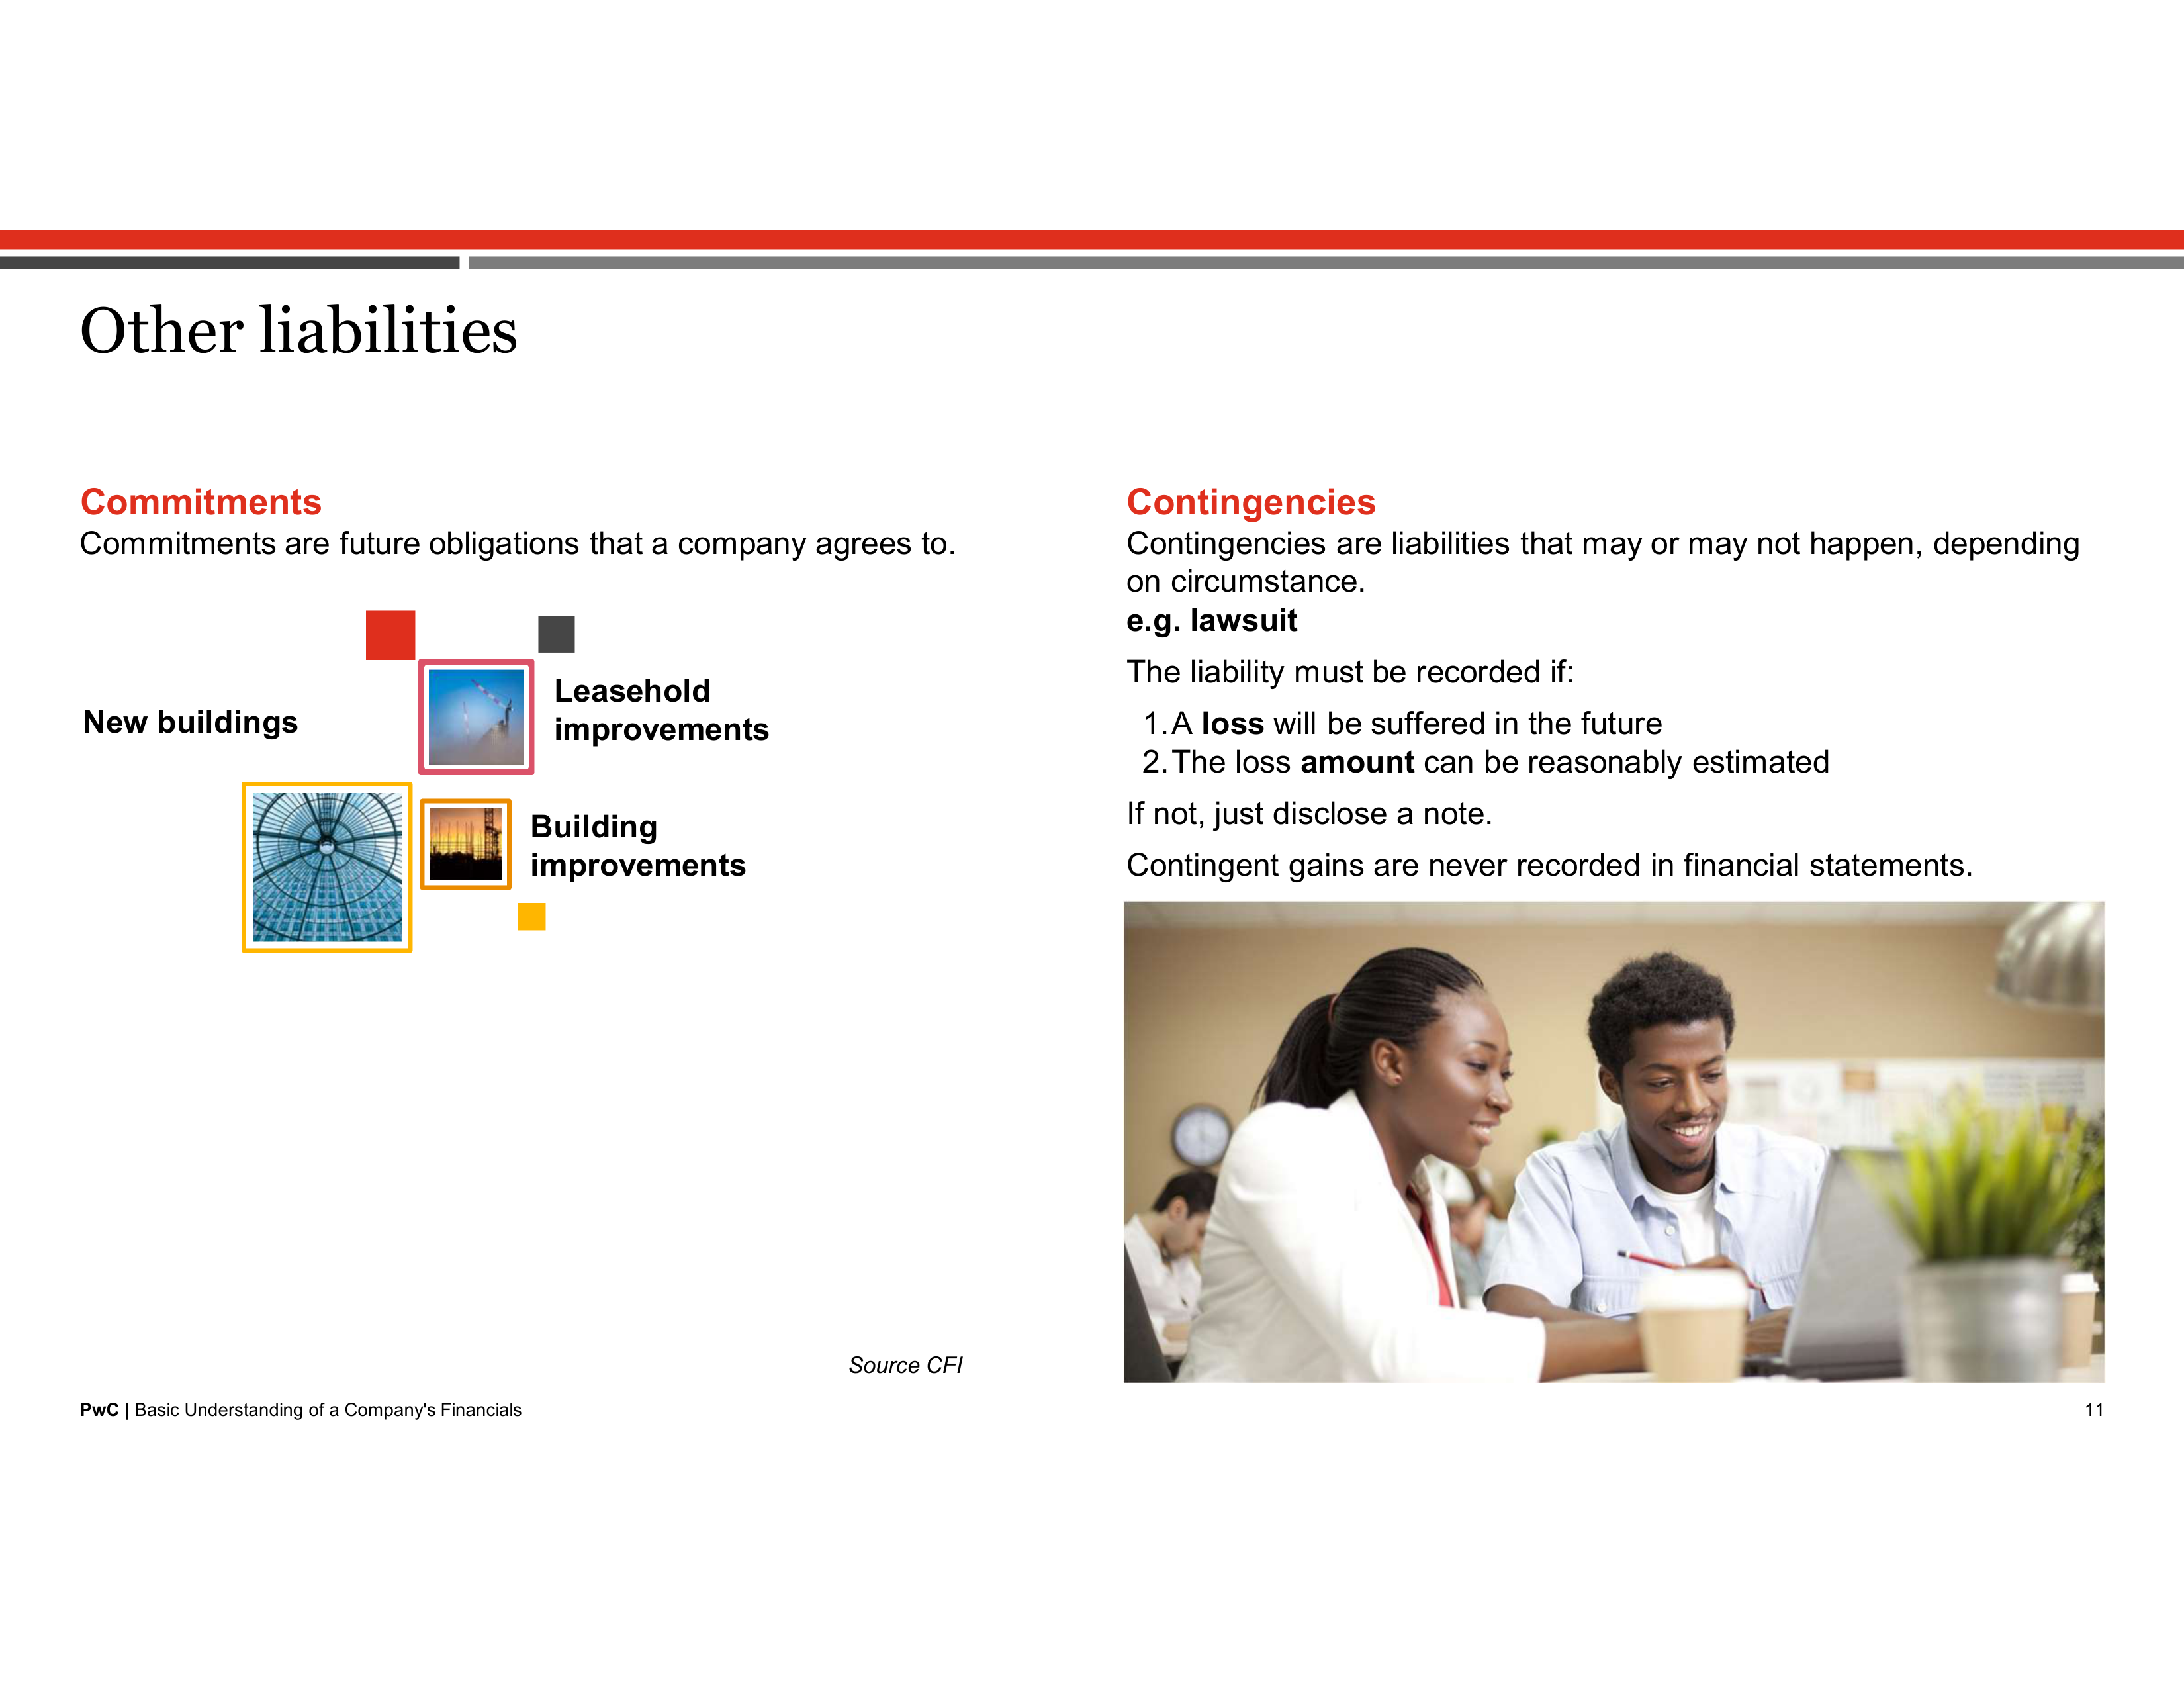 Other liabilities
Commitments
Commitments are future obligations that a company agrees to.
New buildings
Leasehold
improvements
Building
improvements
Source CFI
Contingencies
Contingencies are liabilities that may or may not happen, depending
on circumstance.
e.g. lawsuit
The liability must be recorded if:
1. A loss will be suffered in the future
2. The loss amount can be reasonably estimated
If not, just disclose a note.
Contingent gains are never recorded in financial statements.
PwC | Basic Understanding of a Company's Financials
11